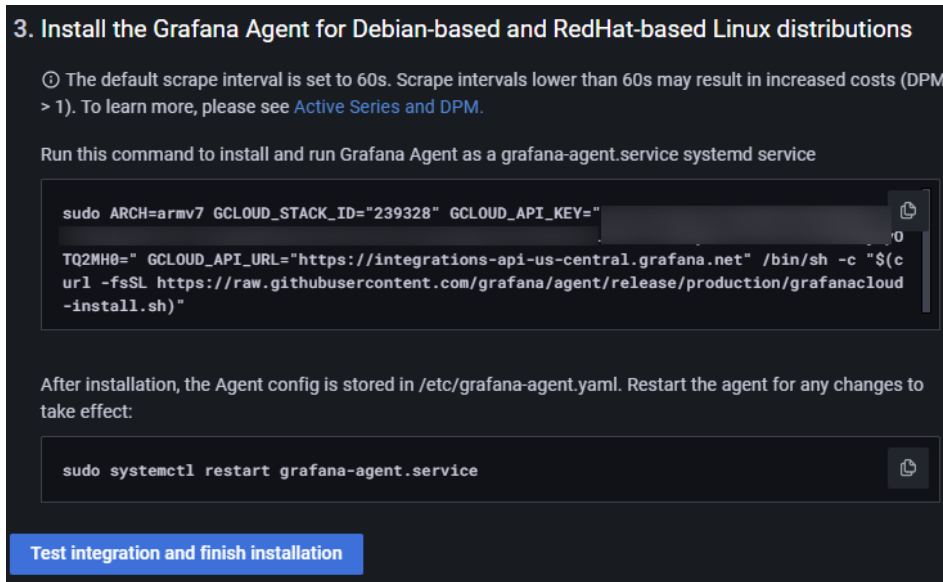 3. Install the Grafana Agent for Debian-based and RedHat-based Linux distributions
The default scrape interval is set to 60s. Scrape intervals lower than 60s may result in increased costs (DPM
> 1). To learn more, please see Active Series and DPM.
Run this command to install and run Grafana Agent as a grafana-agent.service systemd service
sudo ARCH=armv7 GCLOUD_STACK_ID="239328" GCLOUD_API_KEY="
TQ2MH0=" GCLOUD_API_URL="https://integrations-api-us-central.grafana.net" /bin/sh -c "$(c
url -fsSL https://raw.githubusercontent.com/grafana/agent/release/production/grafanacloud
-install.sh)"
After installation, the Agent config is stored in /etc/grafana-agent.yaml. Restart the agent for any changes to
take effect:
sudo systemctl restart grafana-agent.service
Test integration and finish installation